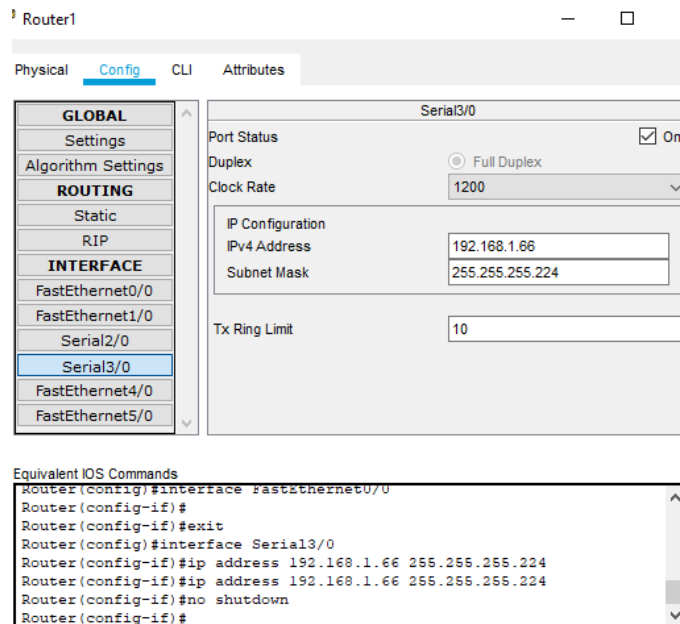 Router1
Physical Config CLI Attributes
GLOBAL
Settings
Algorithm Settings
ROUTING
Static
RIP
INTERFACE
FastEthernet0/0
FastEthernet1/0
Serial2/0
Serial3/0
FastEthernet4/0
FastEthernet5/0
Serial3/0
Port Status On
Duplex Full Duplex
Clock Rate 1200
IP Configuration
IPv4 Address 192.168.1.66
Subnet Mask 255.255.255.224
Tx Ring Limit 10
Equivalent IOS Commands
Router(config)#interface FastEthernet0/0
Router(config-if)#
Router(config-if)#exit
Router(config)#interface Serial3/0
Router(config-if)#ip address 192.168.1.66 255.255.255.224
Router(config-if)#ip address 192.168.1.66 255.255.255.224
Router(config-if)#no shutdown
Router(config-if)#